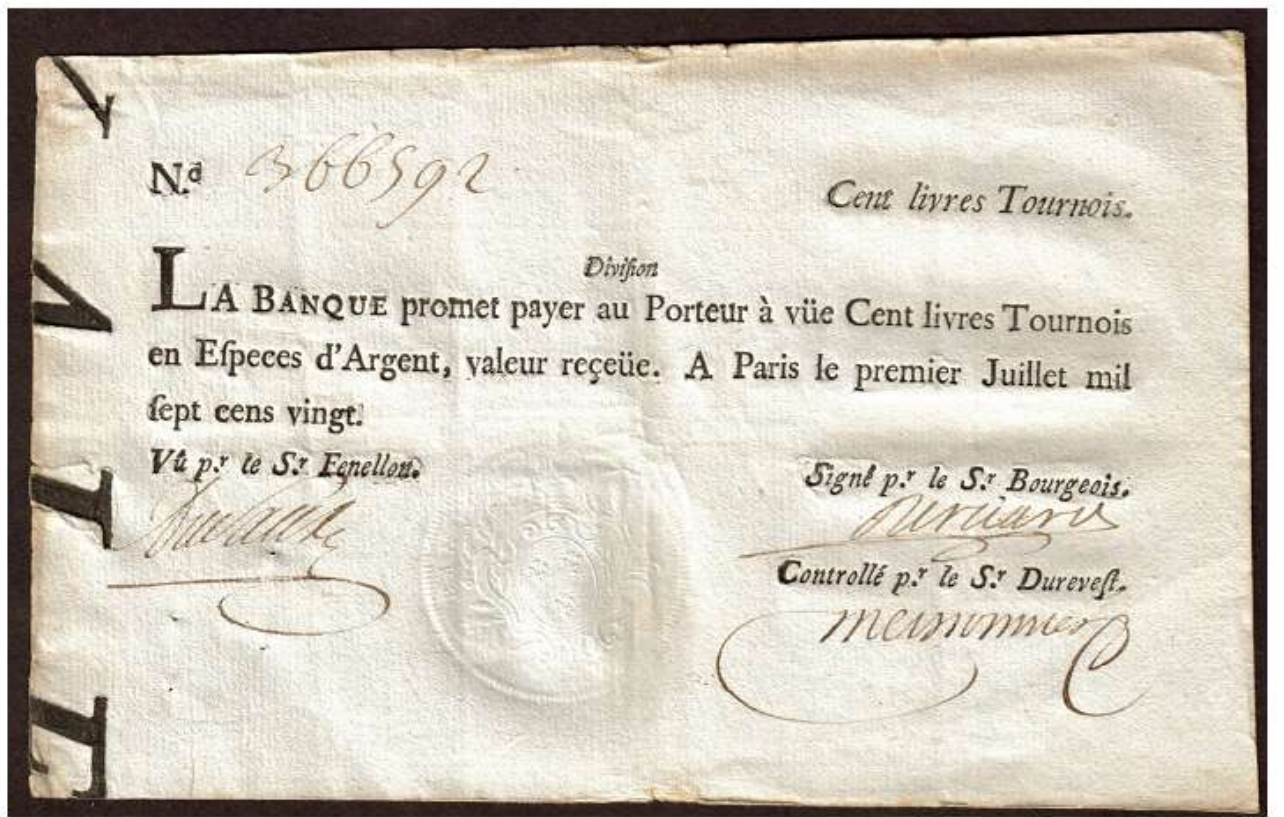 N.ᵈ 366592
Cent livres Tournois.
Diviſion
LA BANQUE promet payer au Porteur à vüe Cent livres Tournois
en Eſpeces d'Argent, valeur reçeüe. A Paris le premier Juillet mil
ſept cens vingt.
Vû p.ʳ le S.ʳ Fenellon.
Signé p.ʳ le S.ʳ Bourgeois.
Controllé p.ʳ le S.ʳ Dureveſt.